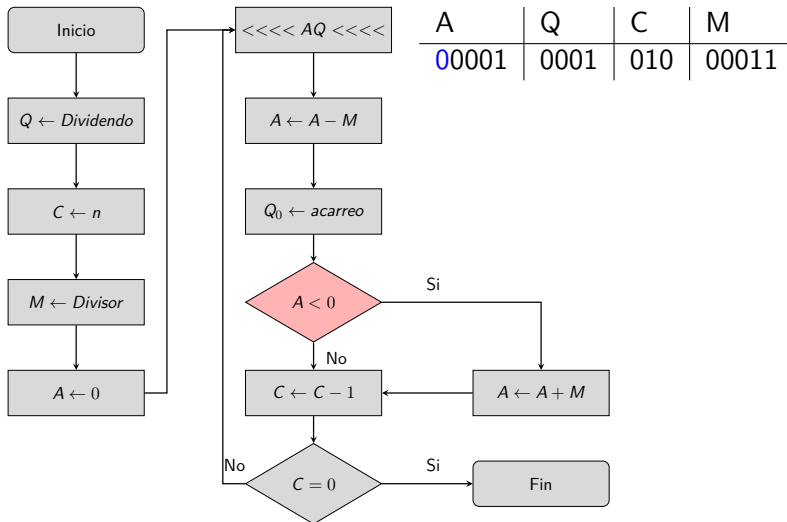 Inicio
Q ← Dividendo
C ← n
M ← Divisor
A ← 0
<<<< AQ <<<<
A ← A − M
Q₀ ← acarreo
A < 0
Si
No
C ← C − 1
A ← A + M
C = 0
No
Si
Fin
A Q C M
00001 0001 010 00011